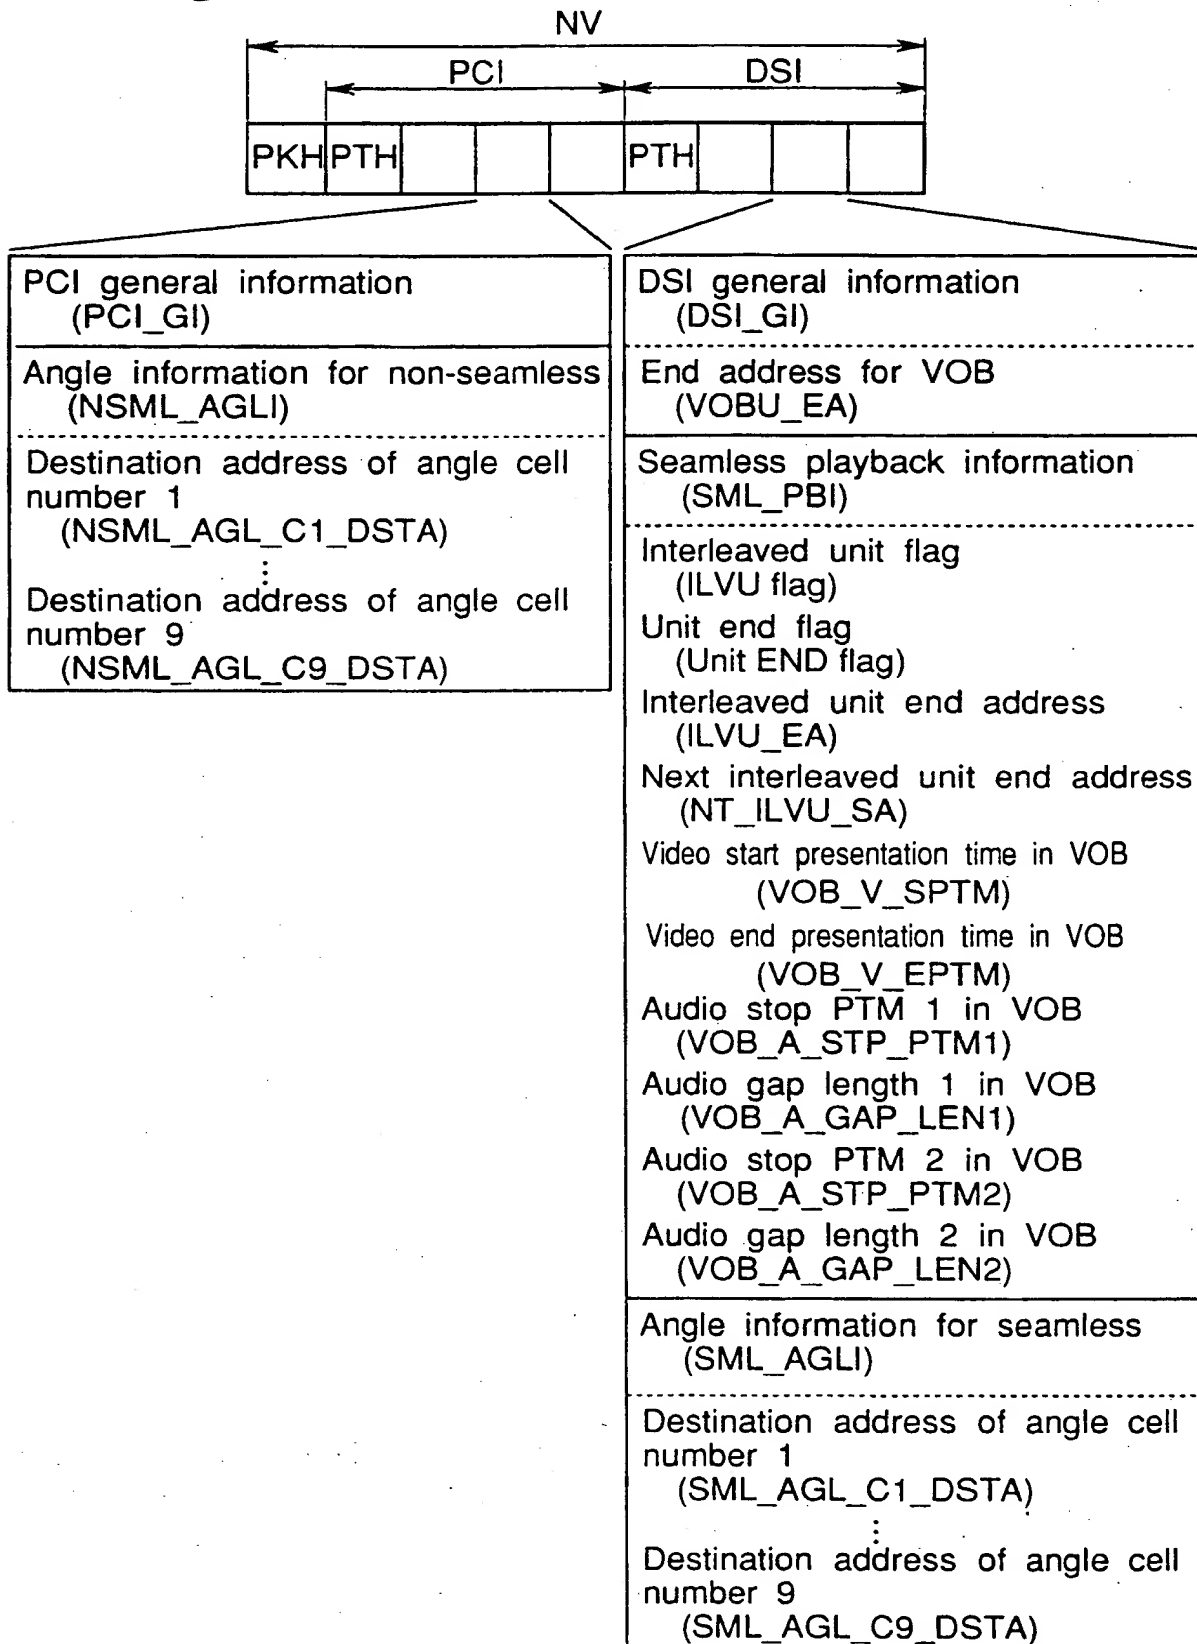 NV
PCI DSI
PKH PTH PTH
PCI general information
(PCI_GI)
Angle information for non-seamless
(NSML_AGLI)
Destination address of angle cell
number 1
(NSML_AGL_C1_DSTA)
⋮
Destination address of angle cell
number 9
(NSML_AGL_C9_DSTA)
DSI general information
(DSI_GI)
End address for VOB
(VOBU_EA)
Seamless playback information
(SML_PBI)
Interleaved unit flag
(ILVU flag)
Unit end flag
(Unit END flag)
Interleaved unit end address
(ILVU_EA)
Next interleaved unit end address
(NT_ILVU_SA)
Video start presentation time in VOB
(VOB_V_SPTM)
Video end presentation time in VOB
(VOB_V_EPTM)
Audio stop PTM 1 in VOB
(VOB_A_STP_PTM1)
Audio gap length 1 in VOB
(VOB_A_GAP_LEN1)
Audio stop PTM 2 in VOB
(VOB_A_STP_PTM2)
Audio gap length 2 in VOB
(VOB_A_GAP_LEN2)
Angle information for seamless
(SML_AGLI)
Destination address of angle cell
number 1
(SML_AGL_C1_DSTA)
⋮
Destination address of angle cell
number 9
(SML_AGL_C9_DSTA)